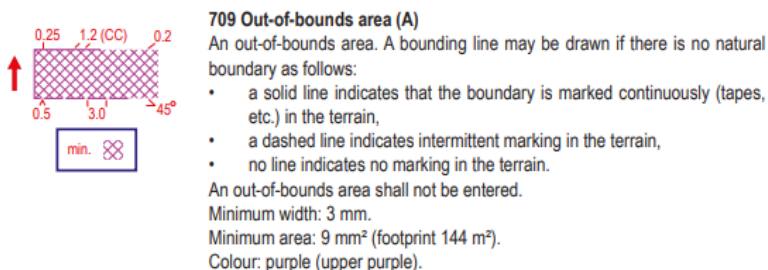 0.25 1.2 (CC) 0.2
0.5 3.0 45°
min.
709 Out-of-bounds area (A)
An out-of-bounds area. A bounding line may be drawn if there is no natural
boundary as follows:
• a solid line indicates that the boundary is marked continuously (tapes,
etc.) in the terrain,
• a dashed line indicates intermittent marking in the terrain,
• no line indicates no marking in the terrain.
An out-of-bounds area shall not be entered.
Minimum width: 3 mm.
Minimum area: 9 mm² (footprint 144 m²).
Colour: purple (upper purple).